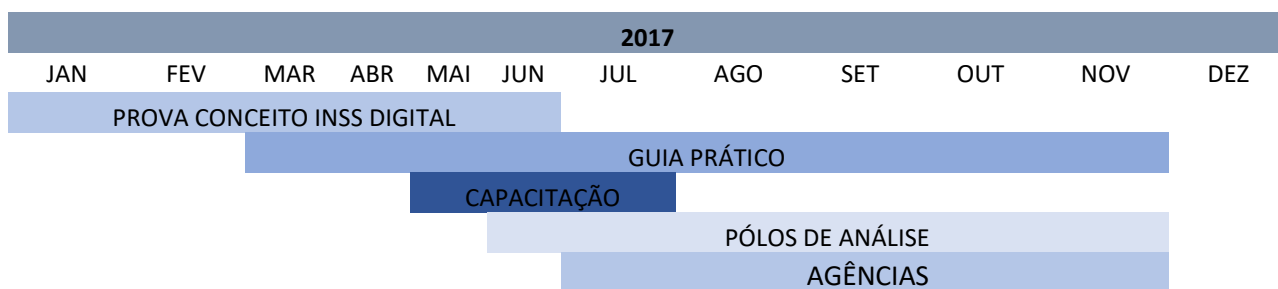 2017
JAN FEV MAR ABR MAI JUN JUL AGO SET OUT NOV DEZ
PROVA CONCEITO INSS DIGITAL
GUIA PRÁTICO
CAPACITAÇÃO
PÓLOS DE ANÁLISE
AGÊNCIAS